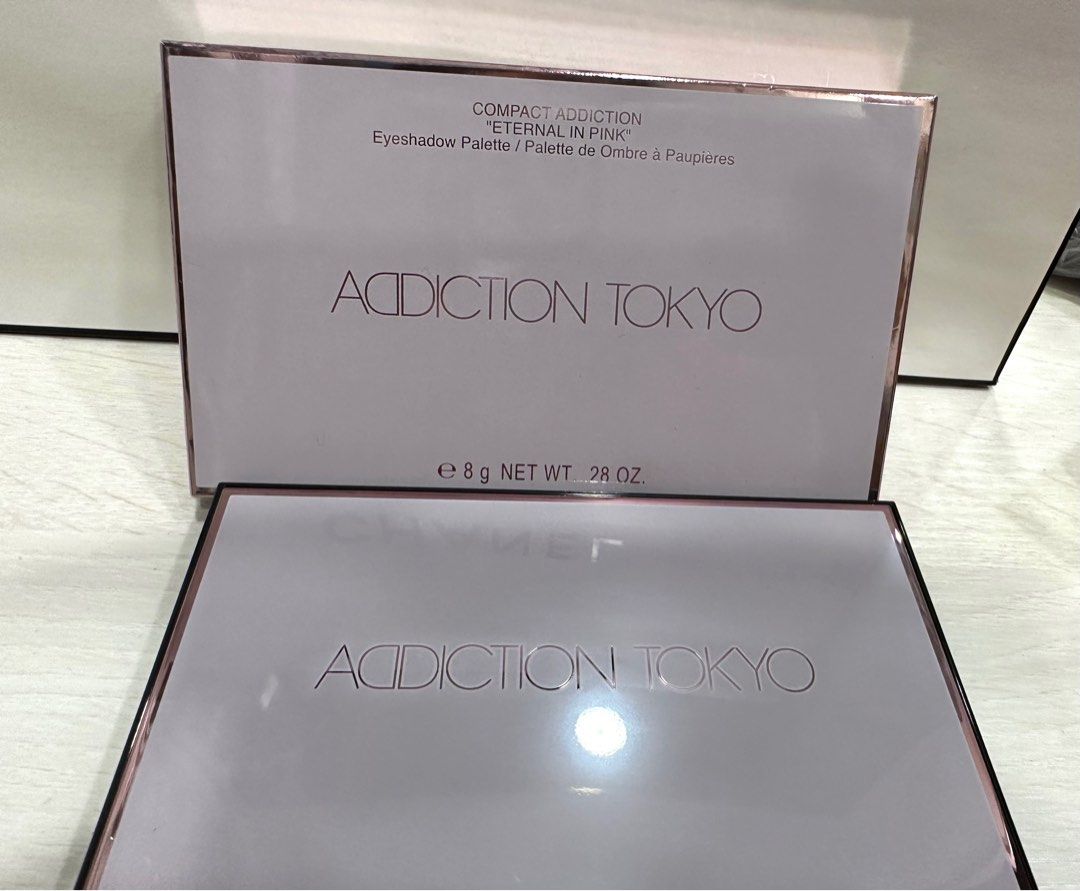 COMPACT ADDICTION
"ETERNAL IN PINK"
Eyeshadow Palette / Palette de Ombre à Paupières
ADDICTION TOKYO
℮ 8 g NET WT. .28 OZ.
CHANEL
ADDICTION TOKYO